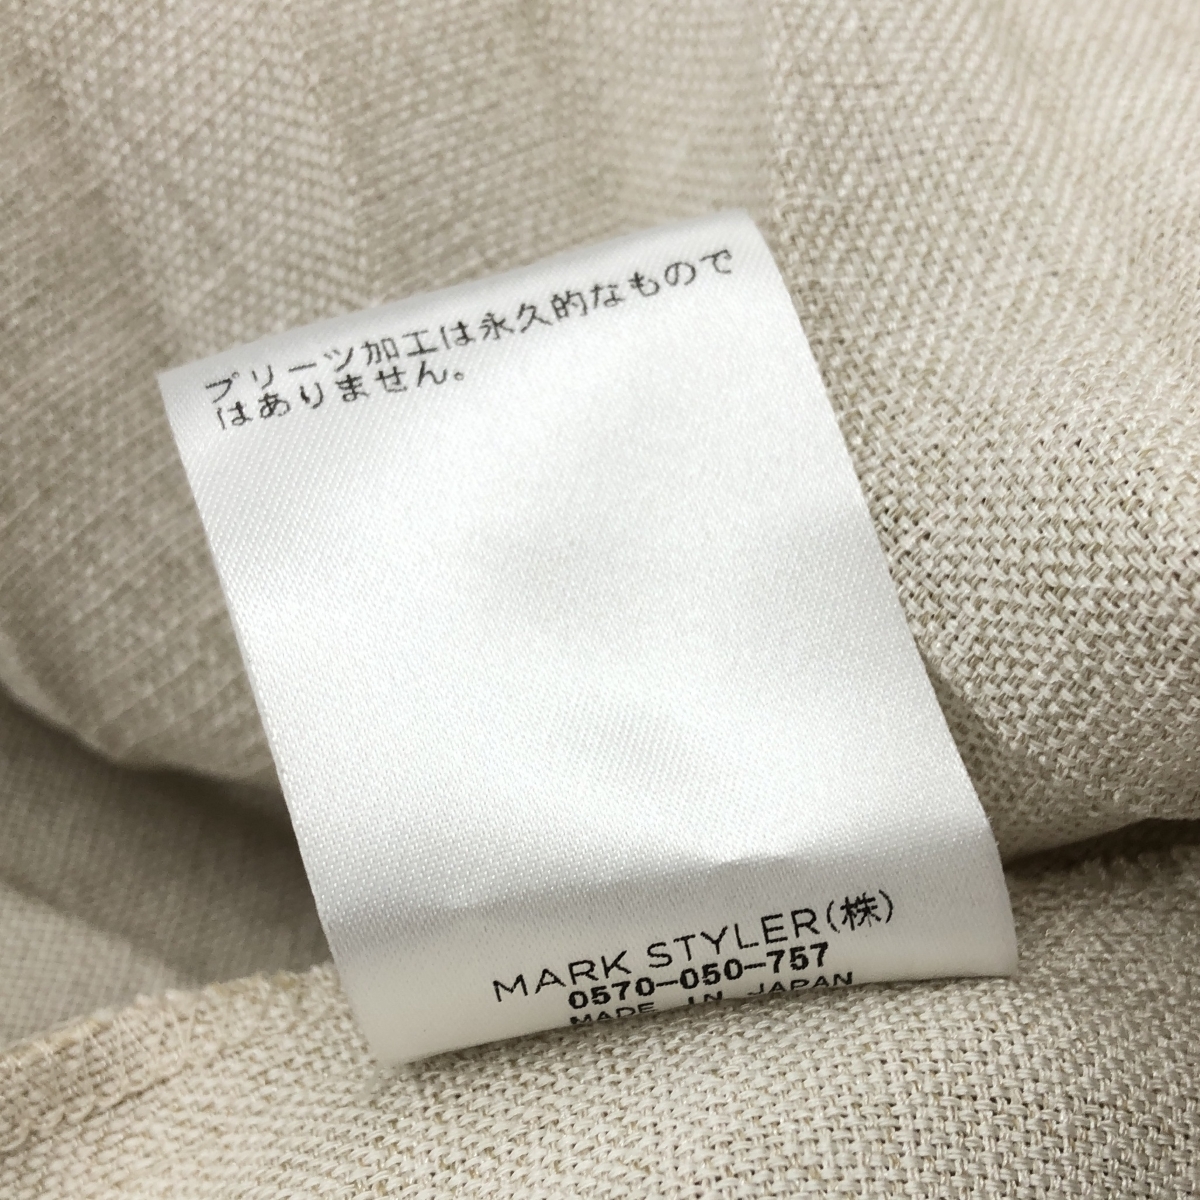 プリーツ加工は永久的なもので
はありません。
MARK STYLER(株)
0570-050-757
MADE IN JAPAN